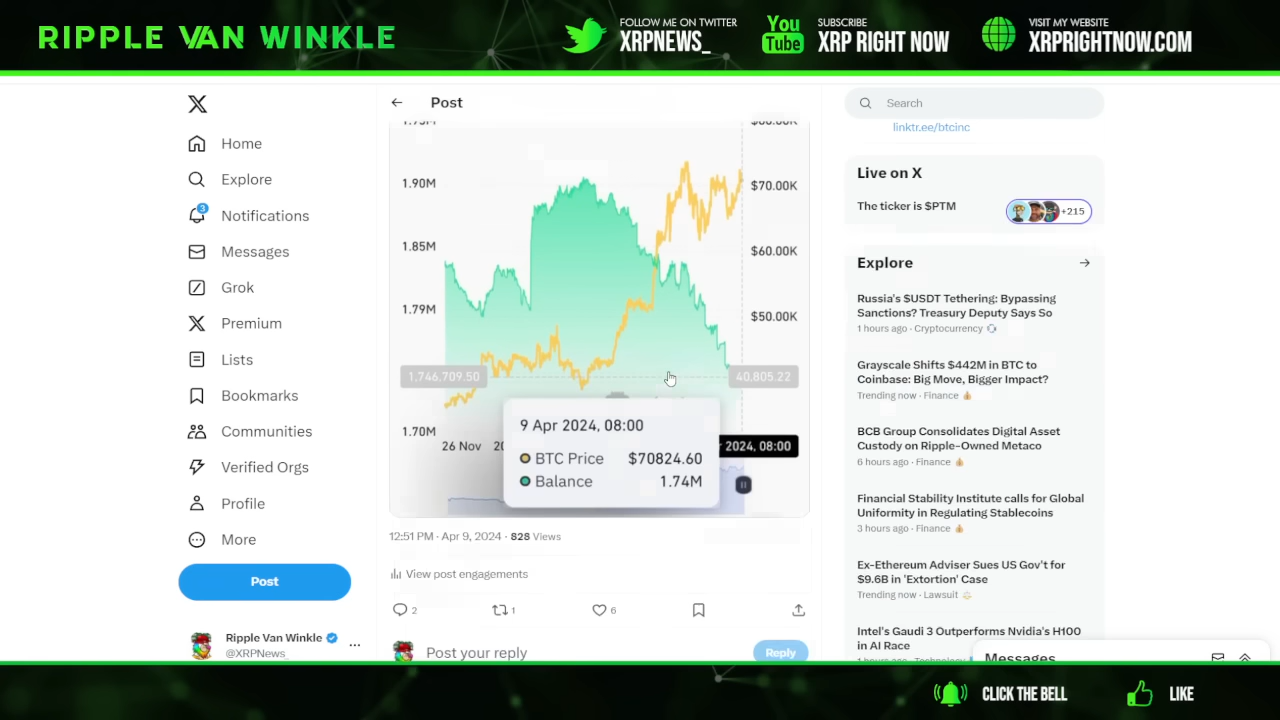 RIPPLE VAN WINKLE
FOLLOW ME ON TWITTER
XRPNEWS_
You
Tube
SUBSCRIBE
XRP RIGHT NOW
VISIT MY WEBSITE
XRPRIGHTNOW.COM
Home
Explore
3
Notifications
Messages
Grok
Premium
Lists
Bookmarks
Communities
Verified Orgs
Profile
More
Post
Ripple Van Winkle
@XRPNews_
Post
1.90M
1.85M
1.79M
1.70M
$70.00K
$60.00K
$50.00K
1,746,709.50
40,805.22
26 Nov
2024, 08:00
9 Apr 2024, 08:00
BTC Price $70824.60
Balance 1.74M
12:51 PM · Apr 9, 2024 · 828 Views
View post engagements
2
1
6
Post your reply
Reply
Search
linktr.ee/btcinc
Live on X
The ticker is $PTM
+215
Explore
Russia's $USDT Tethering: Bypassing
Sanctions? Treasury Deputy Says So
1 hours ago · Cryptocurrency
Grayscale Shifts $442M in BTC to
Coinbase: Big Move, Bigger Impact?
Trending now · Finance
BCB Group Consolidates Digital Asset
Custody on Ripple-Owned Metaco
6 hours ago · Finance
Financial Stability Institute calls for Global
Uniformity in Regulating Stablecoins
3 hours ago · Finance
Ex-Ethereum Adviser Sues US Gov't for
$9.6B in 'Extortion' Case
Trending now · Lawsuit
Intel's Gaudi 3 Outperforms Nvidia's H100
in AI Race
Messages
CLICK THE BELL
LIKE